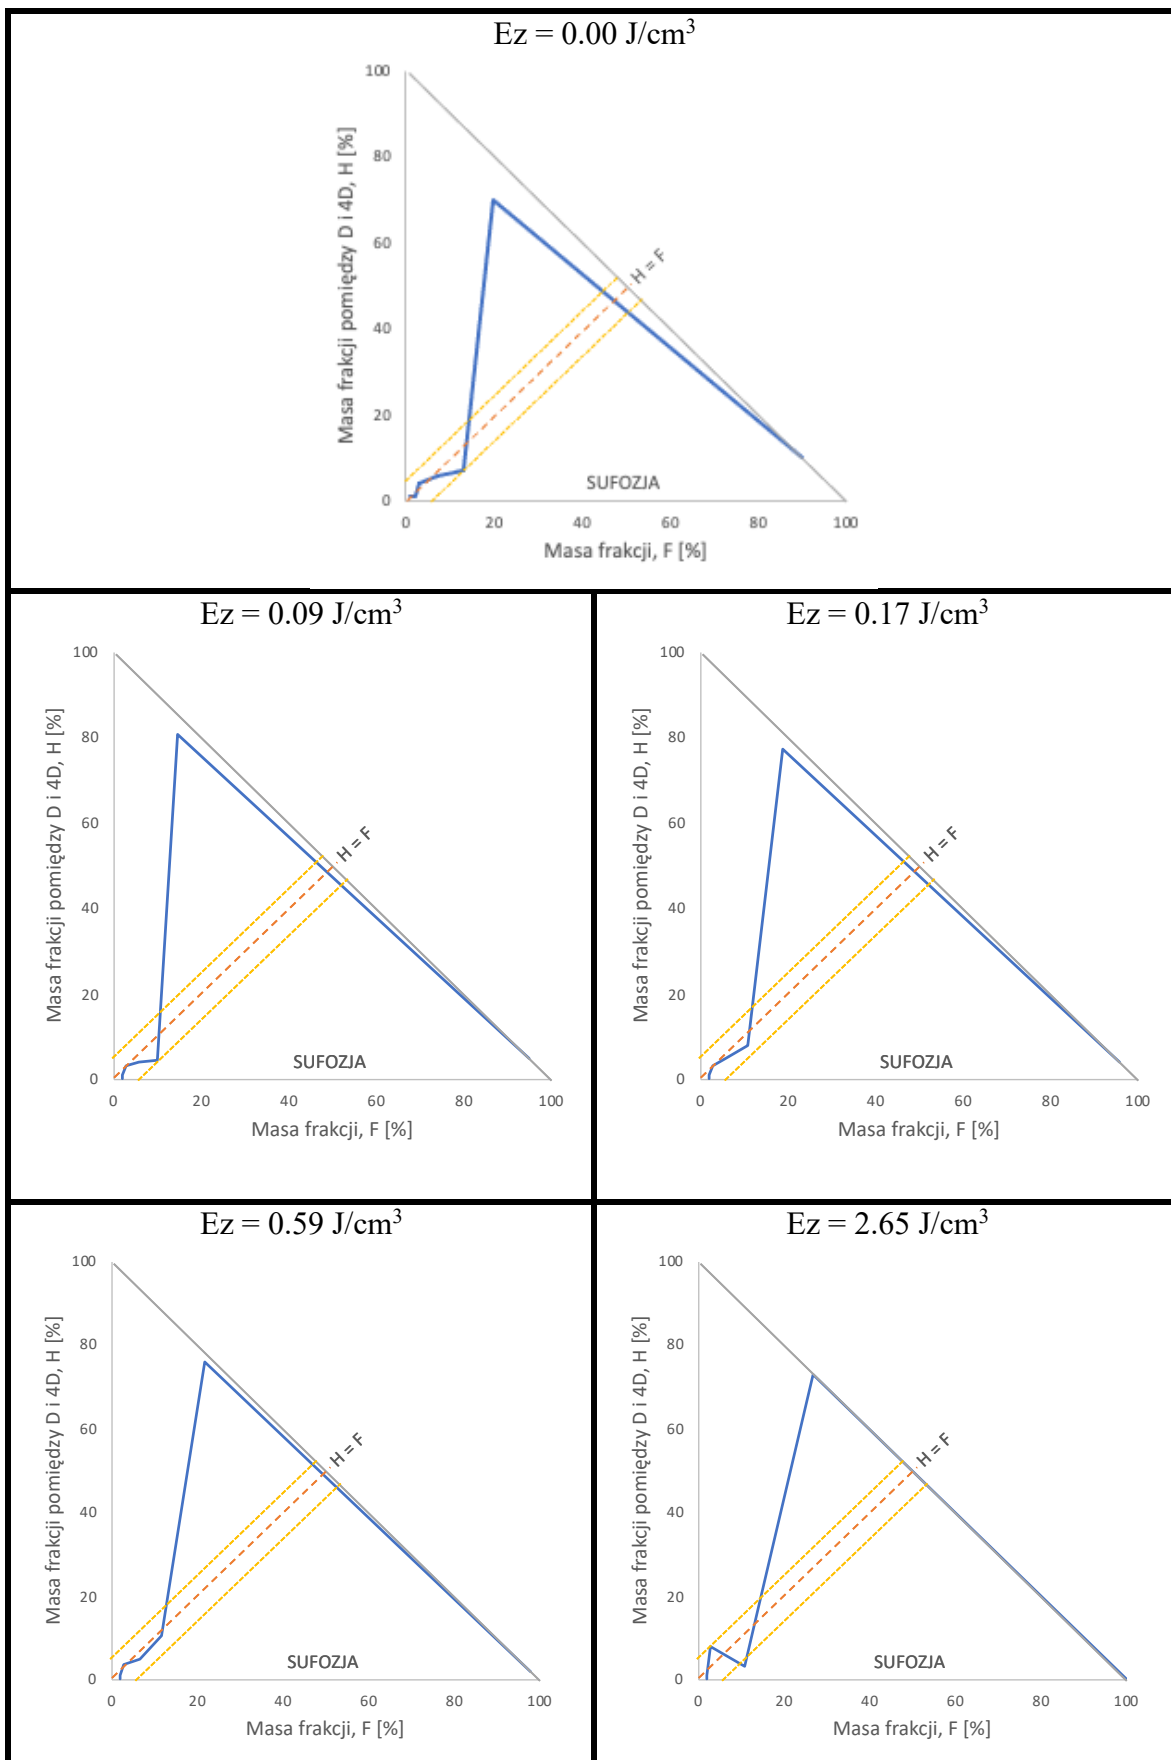 Ez = 0.00 J/cm³
Masa frakcji pomiędzy D i 4D, H [%]
100
80
60
H = F
40
20
SUFOZJA
0
0 20 40 60 80 100
Masa frakcji, F [%]
Ez = 0.09 J/cm³
Masa frakcji pomiędzy D i 4D, H [%]
100
80
60
H = F
40
20
SUFOZJA
0
0 20 40 60 80 100
Masa frakcji, F [%]
Ez = 0.17 J/cm³
Masa frakcji pomiędzy D i 4D, H [%]
100
80
60
H = F
40
20
SUFOZJA
0
0 20 40 60 80 100
Masa frakcji, F [%]
Ez = 0.59 J/cm³
Masa frakcji pomiędzy D i 4D, H [%]
100
80
60
H = F
40
20
SUFOZJA
0
0 20 40 60 80 100
Masa frakcji, F [%]
Ez = 2.65 J/cm³
Masa frakcji pomiędzy D i 4D, H [%]
100
80
60
H = F
40
20
SUFOZJA
0
0 20 40 60 80 100
Masa frakcji, F [%]